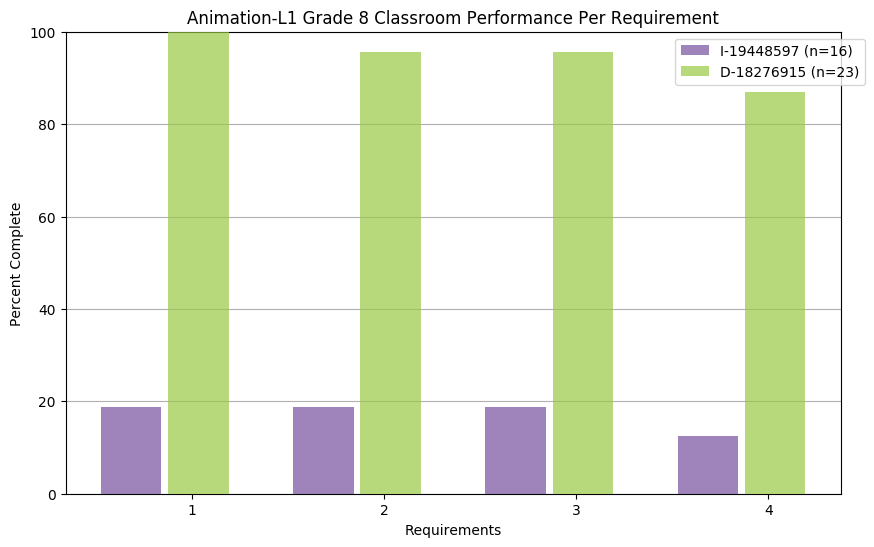 Animation-L1 Grade 8 Classroom Performance Per Requirement
I-19448597 (n=16)
D-18276915 (n=23)
Percent Complete
100
80
60
40
20
0
1 2 3 4
Requirements